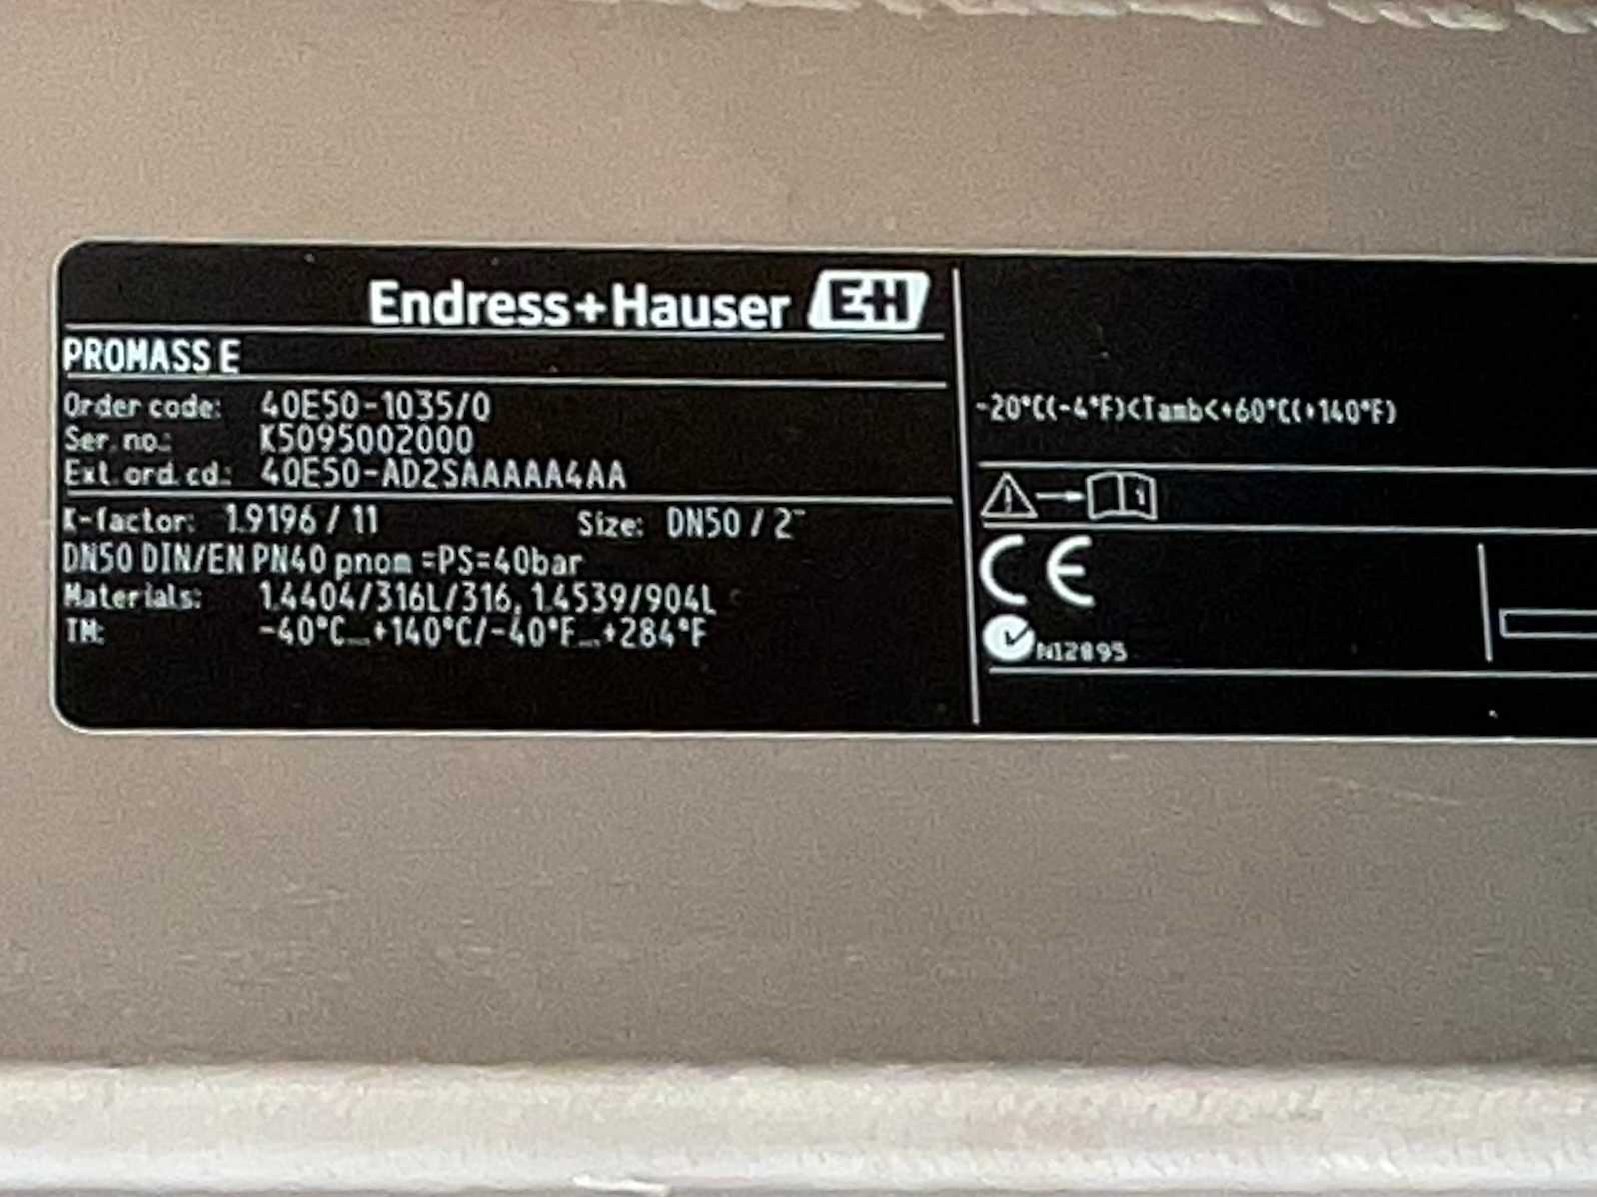 Endress+Hauser EH
PROMASS E
Order code: 40E50-1035/0
Ser. no.: K5095002000
Ext. ord. cd.: 40E50-AD2SAAAAAA4AA
K-factor: 1.9196 / 11 Size: DN50 / 2"
DN50 DIN/EN PN40 pnom =PS=40bar
Materials: 1.4404/316L/316, 1.4539/904L
TM: -40°C...+140°C/-40°F...+284°F
-20°C(-4°F)<Tamb<+60°C(+140°F)
i
CE
N12895